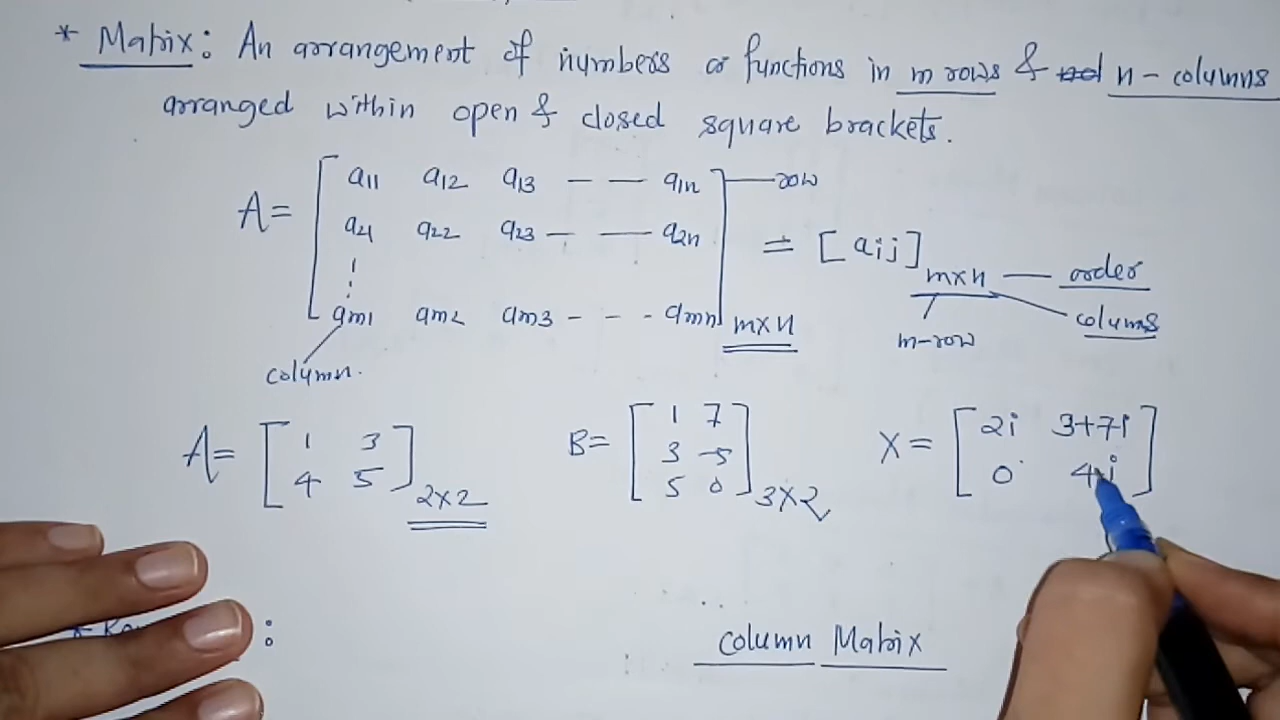 * Matrix: An arrangement of numbers or functions in m rows & n - columns
arranged within open & closed square brackets.
A = [ a11 a12 a13 — — a1n ] — row
a21 a22 a23 — — a2n
= [aij] m×n — order
am1 am2 am3 - - - amn m×n
colums
m-row
column.
A = [ 1 3
4 5 ] 2×2
B = [ 1 7
3 -5
5 0 ] 3×2
X = [ 2i 3+7i
0 4i ]
:
column Matrix